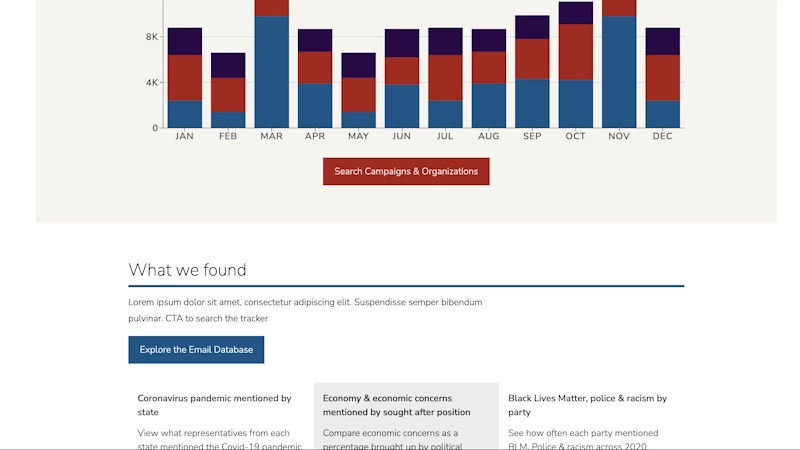 8K
4K
0
JAN FEB MAR APR MAY JUN JUL AUG SEP OCT NOV DEC
Search Campaigns & Organizations
What we found
Lorem ipsum dolor sit amet, consectetur adipiscing elit. Suspendisse semper bibendum
pulvinar. CTA to search the tracker
Explore the Email Database
Coronavirus pandemic mentioned by
state
View what representatives from each
state mentioned the Covid-19 pandemic
Economy & economic concerns
mentioned by sought after position
Compare economic concerns as a
percentage brought up by political
Black Lives Matter, police & racism by
party
See how often each party mentioned
BLM, Police & racism across 2020.